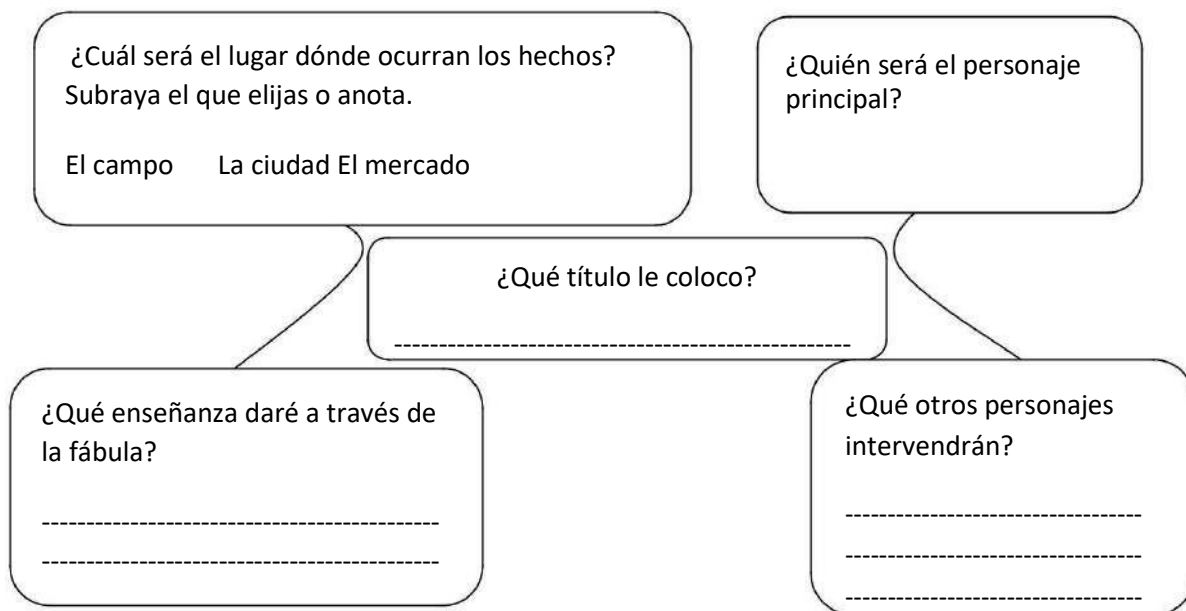 ¿Cuál será el lugar dónde ocurran los hechos?
Subraya el que elijas o anota.
El campo La ciudad El mercado
¿Quién será el personaje
principal?
¿Qué título le coloco?
---------------------------------------------------
¿Qué enseñanza daré a través de
la fábula?
--------------------------------------------
--------------------------------------------
¿Qué otros personajes
intervendrán?
---------------------------------
---------------------------------
---------------------------------